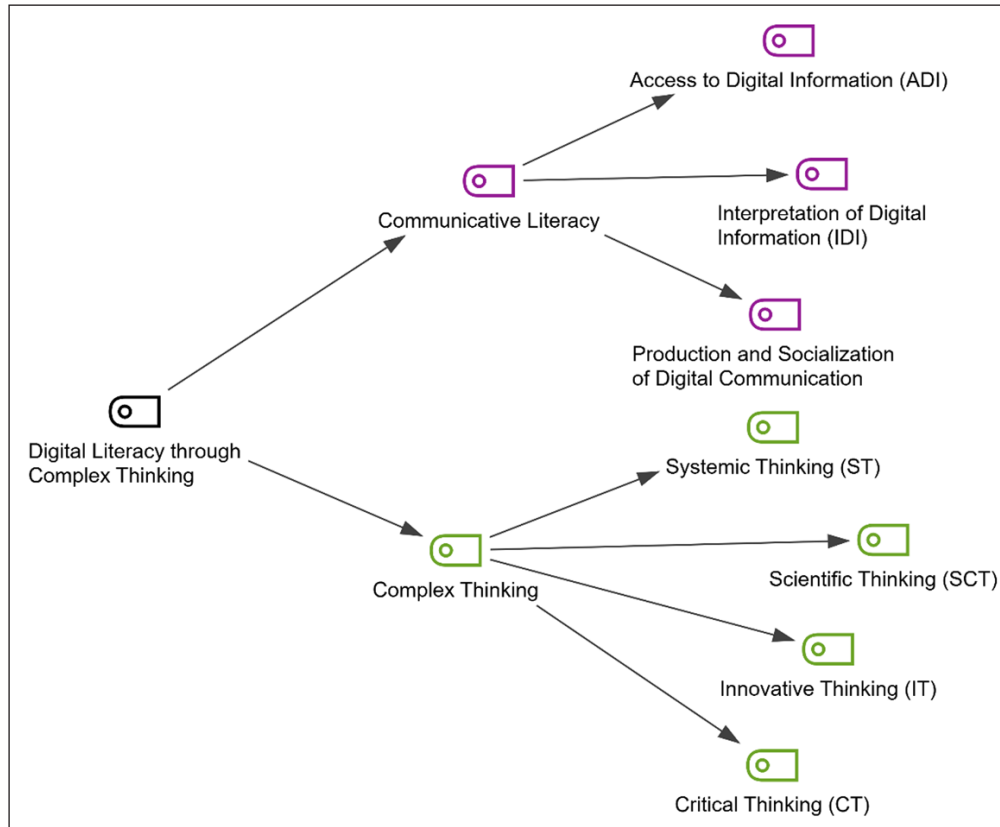 Access to Digital Information (ADI)
Communicative Literacy
Interpretation of Digital
Information (IDI)
Production and Socialization
of Digital Communication
Digital Literacy through
Complex Thinking
Systemic Thinking (ST)
Complex Thinking
Scientific Thinking (SCT)
Innovative Thinking (IT)
Critical Thinking (CT)